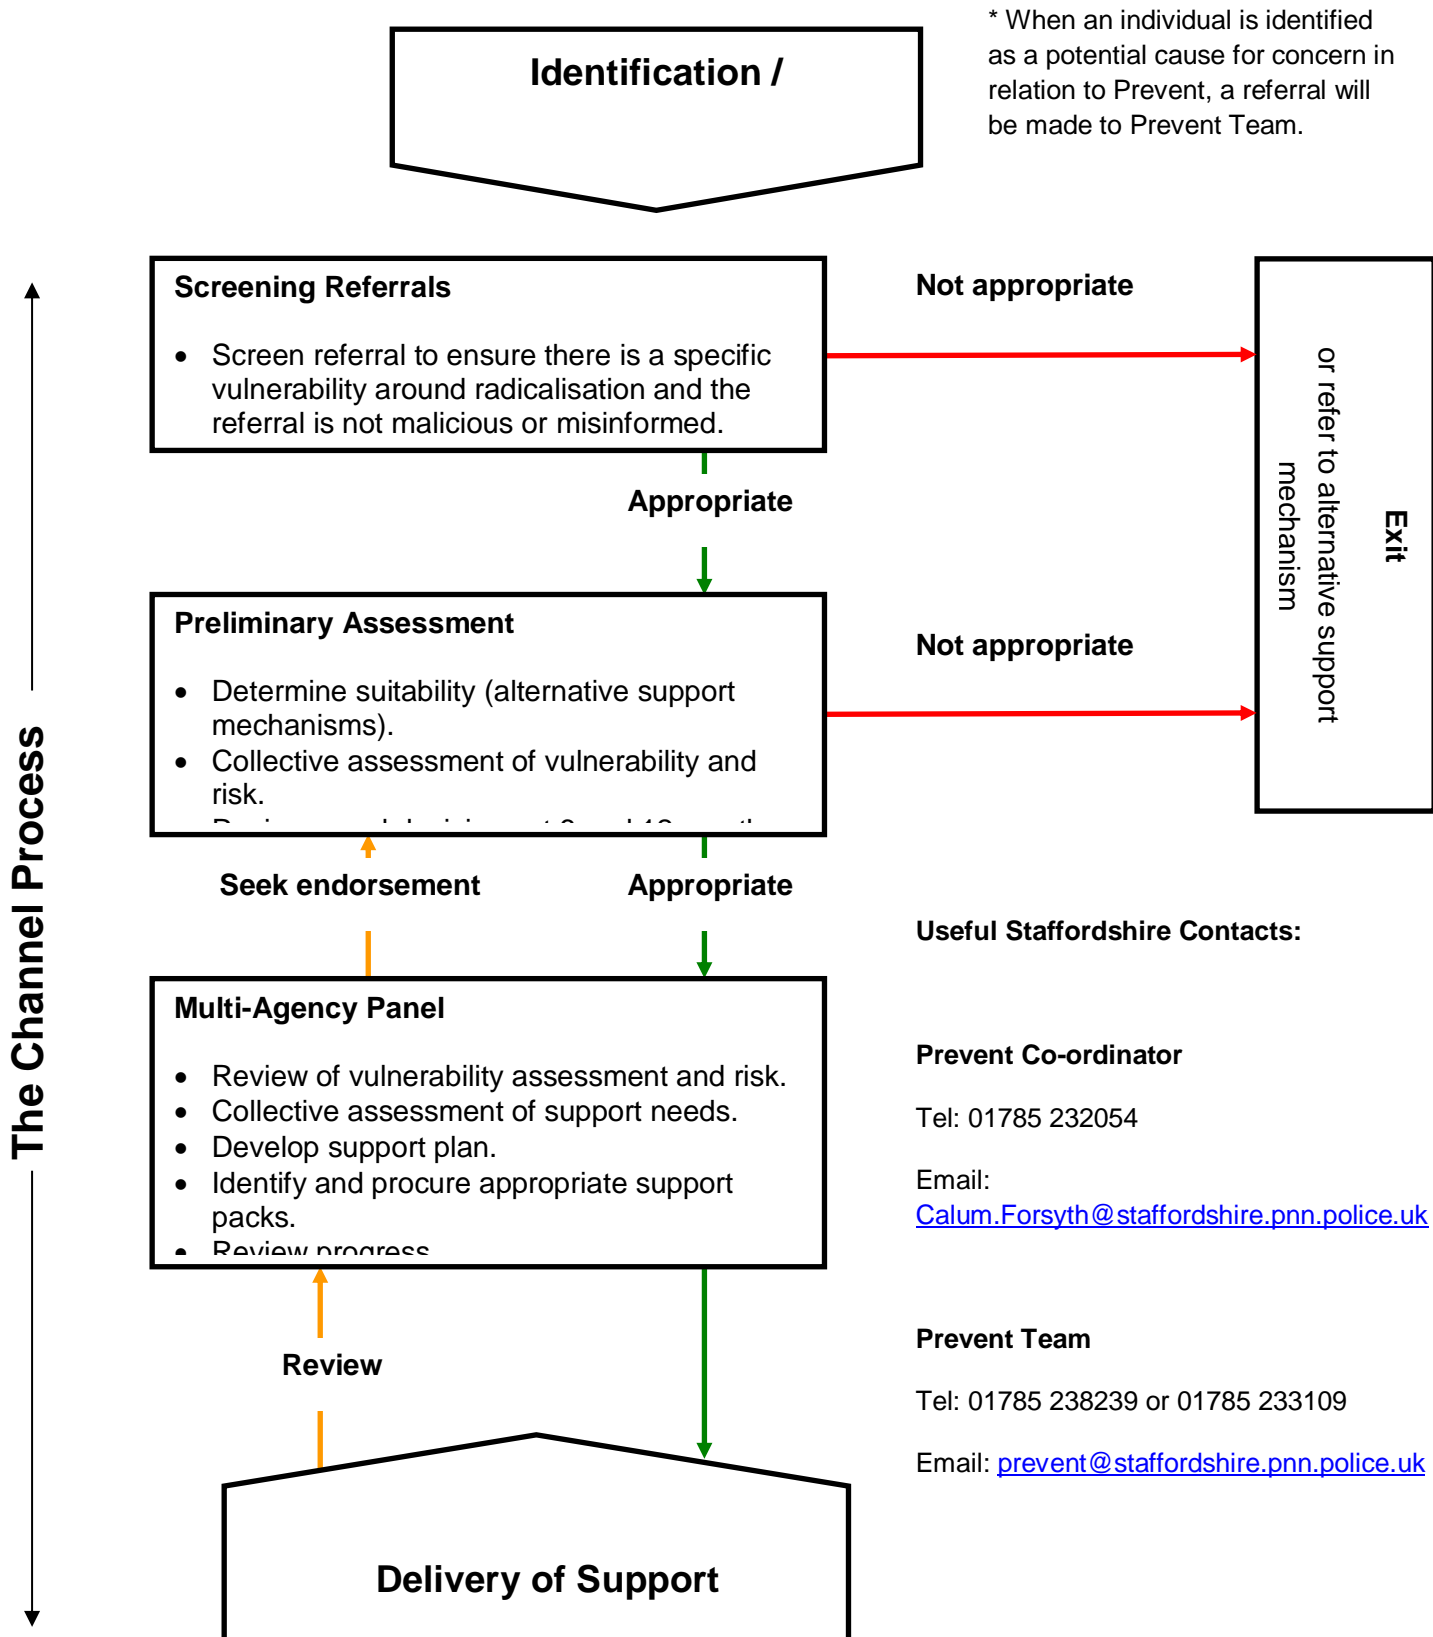 Identification /
* When an individual is identified
as a potential cause for concern in
relation to Prevent, a referral will
be made to Prevent Team.
The Channel Process
Screening Referrals
• Screen referral to ensure there is a specific
vulnerability around radicalisation and the
referral is not malicious or misinformed.
Not appropriate
Exit
or refer to alternative support
mechanism
Appropriate
Preliminary Assessment
• Determine suitability (alternative support
mechanisms).
• Collective assessment of vulnerability and
risk.
Not appropriate
Seek endorsement
Appropriate
Multi-Agency Panel
• Review of vulnerability assessment and risk.
• Collective assessment of support needs.
• Develop support plan.
• Identify and procure appropriate support
packs.
• Review progress
Useful Staffordshire Contacts:
Prevent Co-ordinator
Tel: 01785 232054
Email:
Calum.Forsyth@staffordshire.pnn.police.uk
Review
Prevent Team
Tel: 01785 238239 or 01785 233109
Email: prevent@staffordshire.pnn.police.uk
Delivery of Support